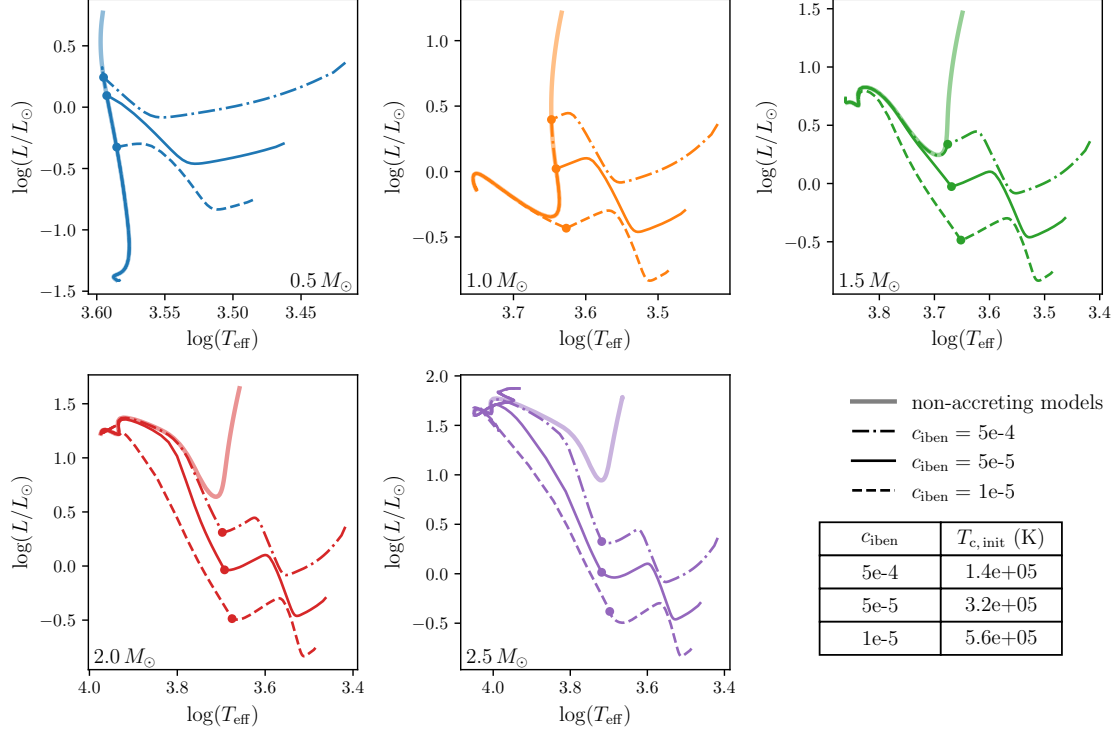 0.5
0.0
−0.5
−1.0
−1.5
log(L/L⊙)
0.5 M⊙
3.60 3.55 3.50 3.45
log(Teff)
1.0
0.5
0.0
−0.5
log(L/L⊙)
1.0 M⊙
3.7 3.6 3.5
log(Teff)
1.5
1.0
0.5
0.0
−0.5
log(L/L⊙)
1.5 M⊙
3.8 3.7 3.6 3.5 3.4
log(Teff)
1.5
1.0
0.5
0.0
−0.5
log(L/L⊙)
2.0 M⊙
4.0 3.8 3.6 3.4
log(Teff)
2.0
1.5
1.0
0.5
0.0
−0.5
log(L/L⊙)
2.5 M⊙
4.0 3.8 3.6 3.4
log(Teff)
non-accreting models
ciben = 5e-4
ciben = 5e-5
ciben = 1e-5
ciben Tc, init (K)
5e-4 1.4e+05
5e-5 3.2e+05
1e-5 5.6e+05